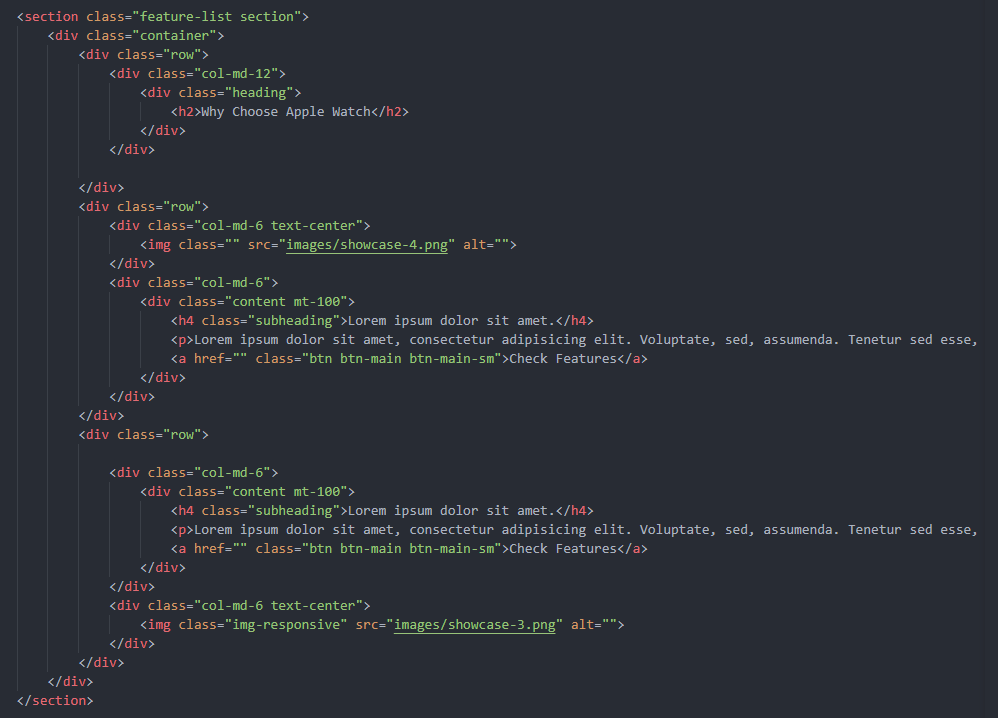 <section class="feature-list section">
    <div class="container">
        <div class="row">
            <div class="col-md-12">
                <div class="heading">
                    <h2>Why Choose Apple Watch</h2>
                </div>
            </div>

        </div>
        <div class="row">
            <div class="col-md-6 text-center">
                <img class="" src="images/showcase-4.png" alt="">
            </div>
            <div class="col-md-6">
                <div class="content mt-100">
                    <h4 class="subheading">Lorem ipsum dolor sit amet.</h4>
                    <p>Lorem ipsum dolor sit amet, consectetur adipisicing elit. Voluptate, sed, assumenda. Tenetur sed esse,
                    <a href="" class="btn btn-main btn-main-sm">Check Features</a>
                </div>
            </div>
        </div>
        <div class="row">

            <div class="col-md-6">
                <div class="content mt-100">
                    <h4 class="subheading">Lorem ipsum dolor sit amet.</h4>
                    <p>Lorem ipsum dolor sit amet, consectetur adipisicing elit. Voluptate, sed, assumenda. Tenetur sed esse,
                    <a href="" class="btn btn-main btn-main-sm">Check Features</a>
                </div>
            </div>
            <div class="col-md-6 text-center">
                <img class="img-responsive" src="images/showcase-3.png" alt="">
            </div>
        </div>
    </div>
</section>